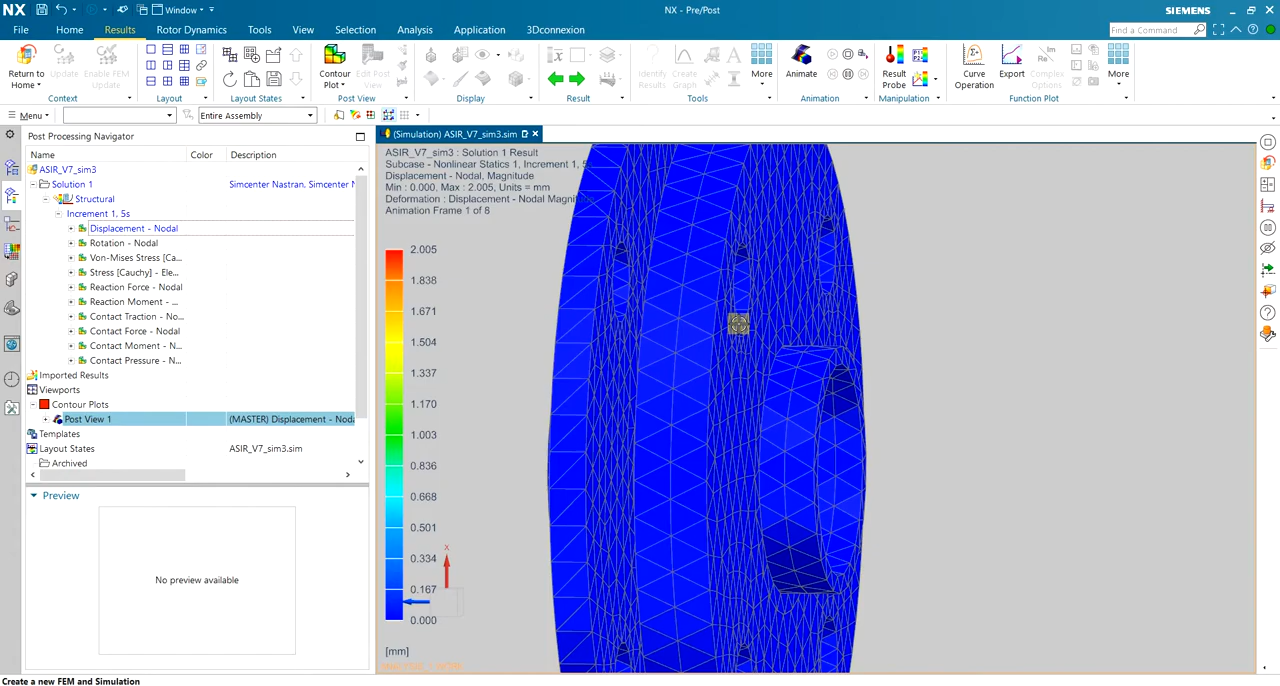 NX Window NX - Pre/Post SIEMENS
File Home Results Rotor Dynamics Tools View Selection Analysis Application 3Dconnexion Find a Command
Return to Home Update Enable FEM Update Contour Plot Edit Post View Identify Results Create Graph More Animate Result Probe Curve Operation Export Complex Options More
Context Layout Layout States Post View Display Result Tools Animation Manipulation Function Plot
Menu Entire Assembly
Post Processing Navigator (Simulation) ASIR_V7_sim3.sim
Name Color Description
ASIR_V7_sim3
Solution 1 Simcenter Nastran, Simcenter N
Structural
Increment 1, 5s
Displacement - Nodal
Rotation - Nodal
Von-Mises Stress [Ca...
Stress [Cauchy] - Ele...
Reaction Force - Nodal
Reaction Moment - ...
Contact Traction - No...
Contact Force - Nodal
Contact Moment - N...
Contact Pressure - N...
Imported Results
Viewports
Contour Plots
Post View 1 (MASTER) Displacement - Noda
Templates
Layout States ASIR_V7_sim3.sim
Archived
Preview
No preview available
ASIR_V7_sim3 : Solution 1 Result
Subcase - Nonlinear Statics 1, Increment 1, 5s
Displacement - Nodal, Magnitude
Min : 0.000, Max : 2.005, Units = mm
Deformation : Displacement - Nodal Magnitude
Animation Frame 1 of 8
2.005
1.838
1.671
1.504
1.337
1.170
1.003
0.836
0.668
0.501
0.334
0.167
0.000
[mm]
X
Create a new FEM and Simulation